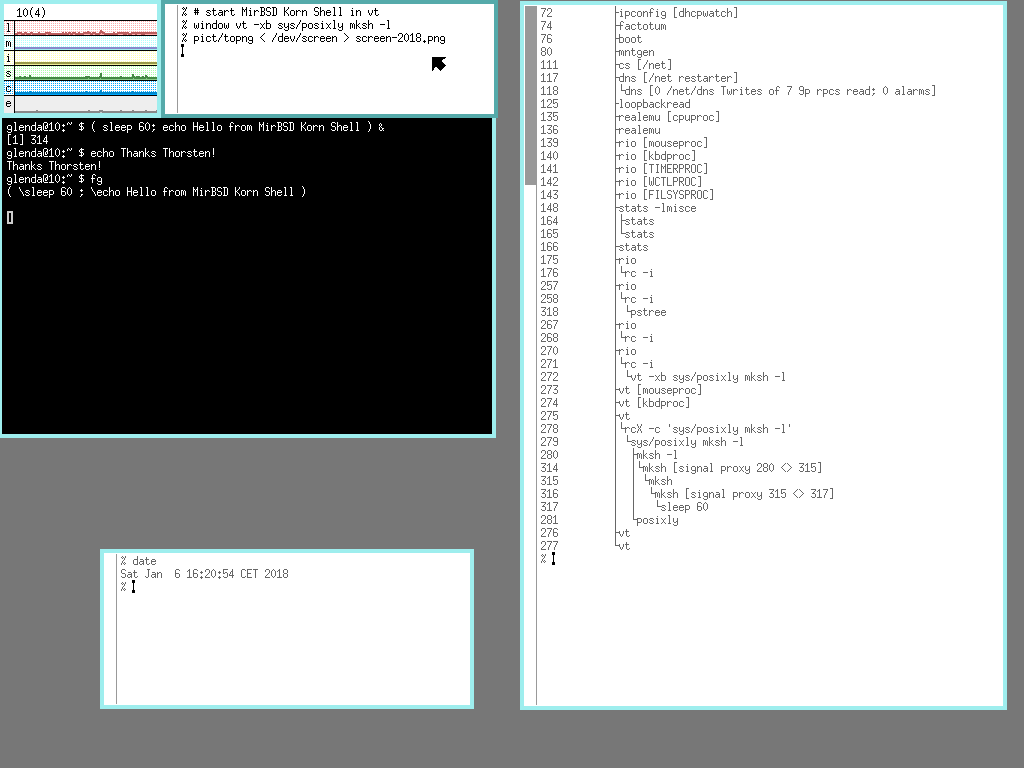 10(4)
l
m
i
s
c
e
% # start MirBSD Korn Shell in vt
% window vt -xb sys/posixly mksh -l
% pict/topng < /dev/screen > screen-2018.png
glenda@10:~ $ ( sleep 60; echo Hello from MirBSD Korn Shell ) &
[1] 314
glenda@10:~ $ echo Thanks Thorsten!
Thanks Thorsten!
glenda@10:~ $ fg
( \sleep 60 ; \echo Hello from MirBSD Korn Shell )
% date
Sat Jan  6 16:20:54 CET 2018
%
72 ipconfig [dhcpwatch]
74 factotum
76 boot
80 mntgen
111 cs [/net]
117 dns [/net restarter]
118 dns [0 /net/dns Twrites of 7 9p rpcs read; 0 alarms]
125 loopbackread
135 realemu [cpuproc]
136 realemu
139 rio [mouseproc]
140 rio [kbdproc]
141 rio [TIMERPROC]
142 rio [WCTLPROC]
143 rio [FILSYSPROC]
148 stats -lmisce
164 stats
165 stats
166 stats
175 rio
176 rc -i
257 rio
258 rc -i
318 pstree
267 rio
268 rc -i
270 rio
271 rc -i
272 vt -xb sys/posixly mksh -l
273 vt [mouseproc]
274 vt [kbdproc]
275 vt
278 rcX -c 'sys/posixly mksh -l'
279 sys/posixly mksh -l
280 mksh -l
314 mksh [signal proxy 280 <> 315]
315 mksh
316 mksh [signal proxy 315 <> 317]
317 sleep 60
281 posixly
276 vt
277 vt
%